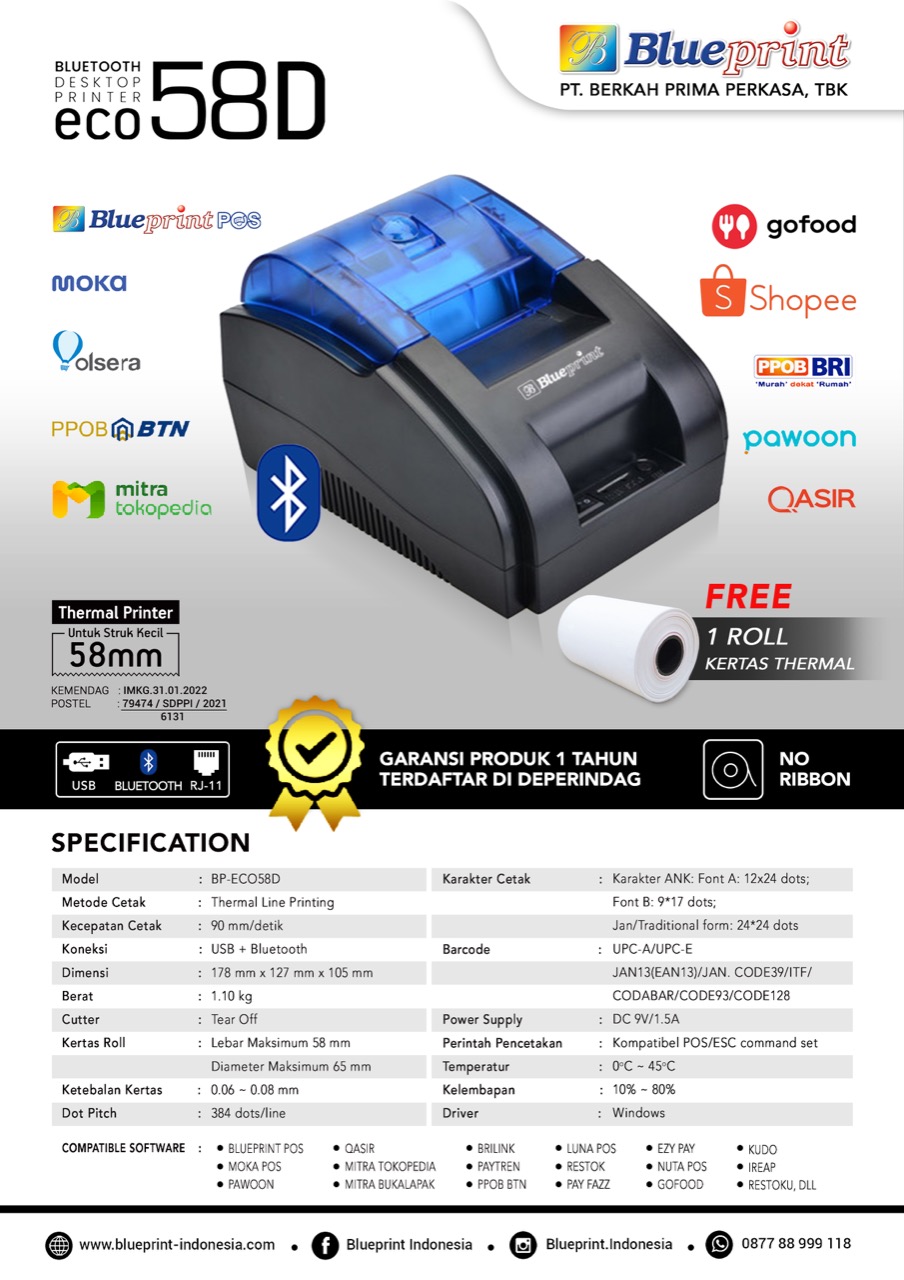 BLUETOOTH
DESKTOP
PRINTER
eco 58D
Blueprint
PT. BERKAH PRIMA PERKASA, TBK
Blueprint POS
MOKA
olsera
PPOB BTN
mitra
tokopedia
gofood
Shopee
PPOB BRI
'Murah' dekat 'Rumah'
pawoon
QASIR
Blueprint
FREE
1 ROLL
KERTAS THERMAL
Thermal Printer
Untuk Struk Kecil
58mm
KEMENDAG : IMKG.31.01.2022
POSTEL : 79474 / SDPPI / 2021
6131
USB BLUETOOTH RJ-11
GARANSI PRODUK 1 TAHUN
TERDAFTAR DI DEPERINDAG
NO
RIBBON
SPECIFICATION
Model : BP-ECO58D
Metode Cetak : Thermal Line Printing
Kecepatan Cetak : 90 mm/detik
Koneksi : USB + Bluetooth
Dimensi : 178 mm x 127 mm x 105 mm
Berat : 1.10 kg
Cutter : Tear Off
Kertas Roll : Lebar Maksimum 58 mm
Diameter Maksimum 65 mm
Ketebalan Kertas : 0.06 ~ 0.08 mm
Dot Pitch : 384 dots/line
Karakter Cetak : Karakter ANK: Font A: 12x24 dots;
Font B: 9*17 dots;
Jan/Traditional form: 24*24 dots
Barcode : UPC-A/UPC-E
JAN13(EAN13)/JAN. CODE39/ITF/
CODABAR/CODE93/CODE128
Power Supply : DC 9V/1.5A
Perintah Pencetakan : Kompatibel POS/ESC command set
Temperatur : 0°C ~ 45°C
Kelembapan : 10% ~ 80%
Driver : Windows
COMPATIBLE SOFTWARE : • BLUEPRINT POS • QASIR • BRILINK • LUNA POS • EZY PAY • KUDO
• MOKA POS • MITRA TOKOPEDIA • PAYTREN • RESTOK • NUTA POS • IREAP
• PAWOON • MITRA BUKALAPAK • PPOB BTN • PAY FAZZ • GOFOOD • RESTOKU, DLL
www.blueprint-indonesia.com • Blueprint Indonesia • Blueprint.Indonesia • 0877 88 999 118